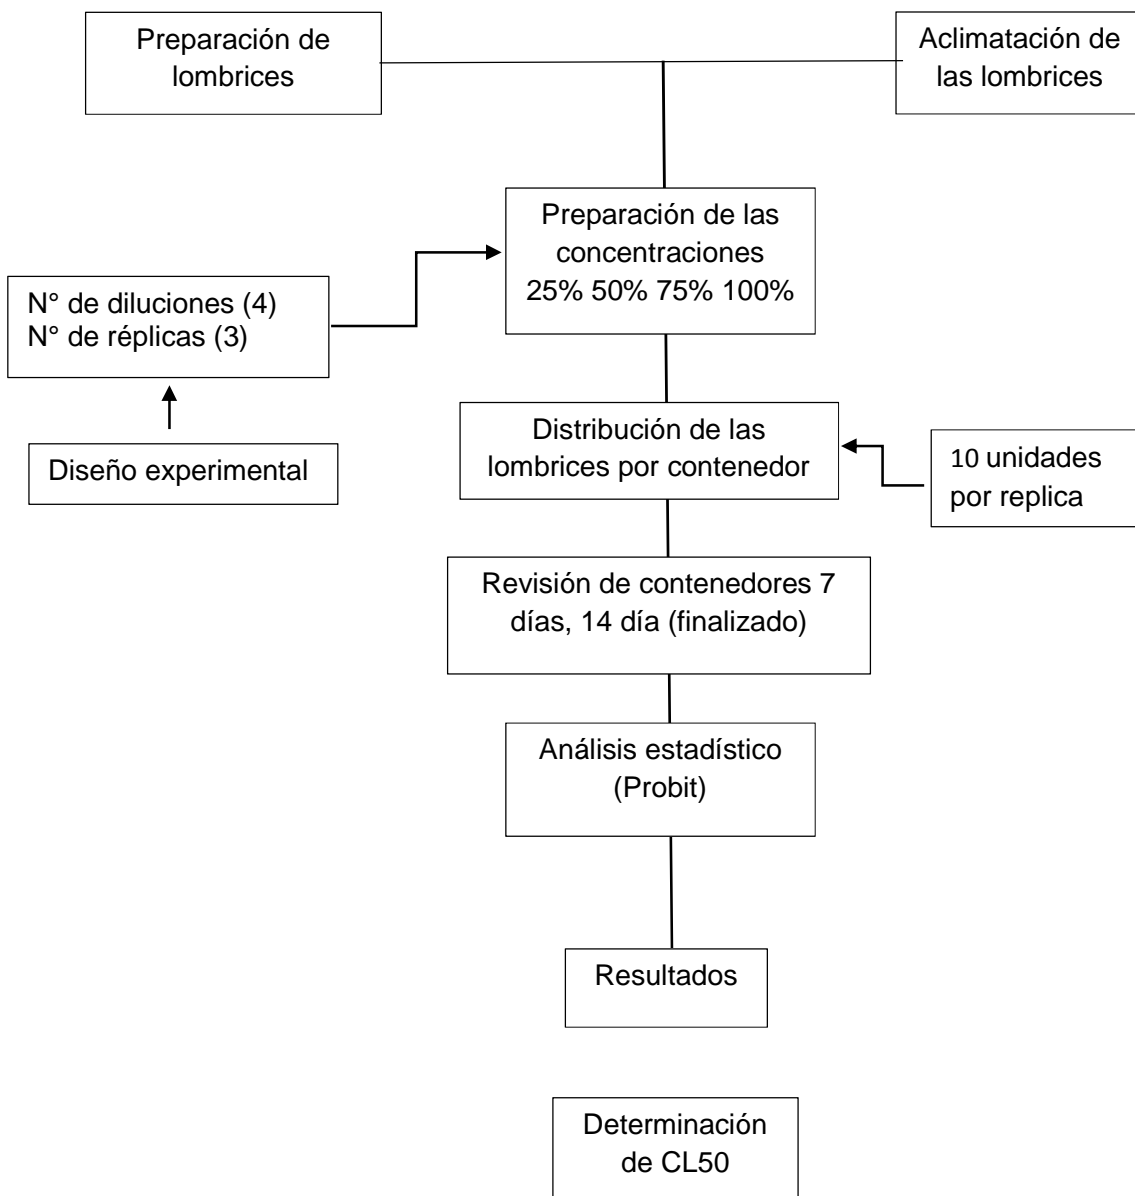 Preparación de
lombrices
Aclimatación de
las lombrices
Preparación de las
concentraciones
25% 50% 75% 100%
N° de diluciones (4)
N° de réplicas (3)
Diseño experimental
Distribución de las
lombrices por contenedor
10 unidades
por replica
Revisión de contenedores 7
días, 14 día (finalizado)
Análisis estadístico
(Probit)
Resultados
Determinación
de CL50